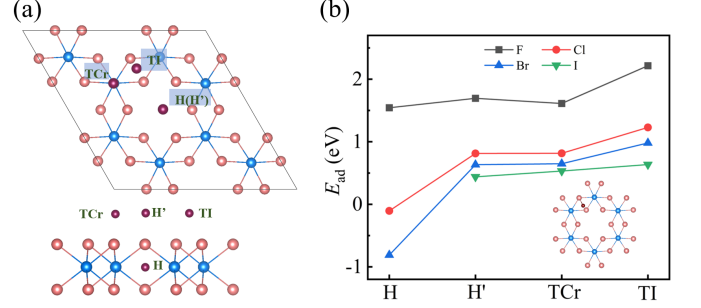 (a)
TCr
TI
H(H')
TCr
H'
TI
H
(b)
F
Cl
Br
I
E_ad (eV)
2
1
0
-1
H
H'
TCr
TI